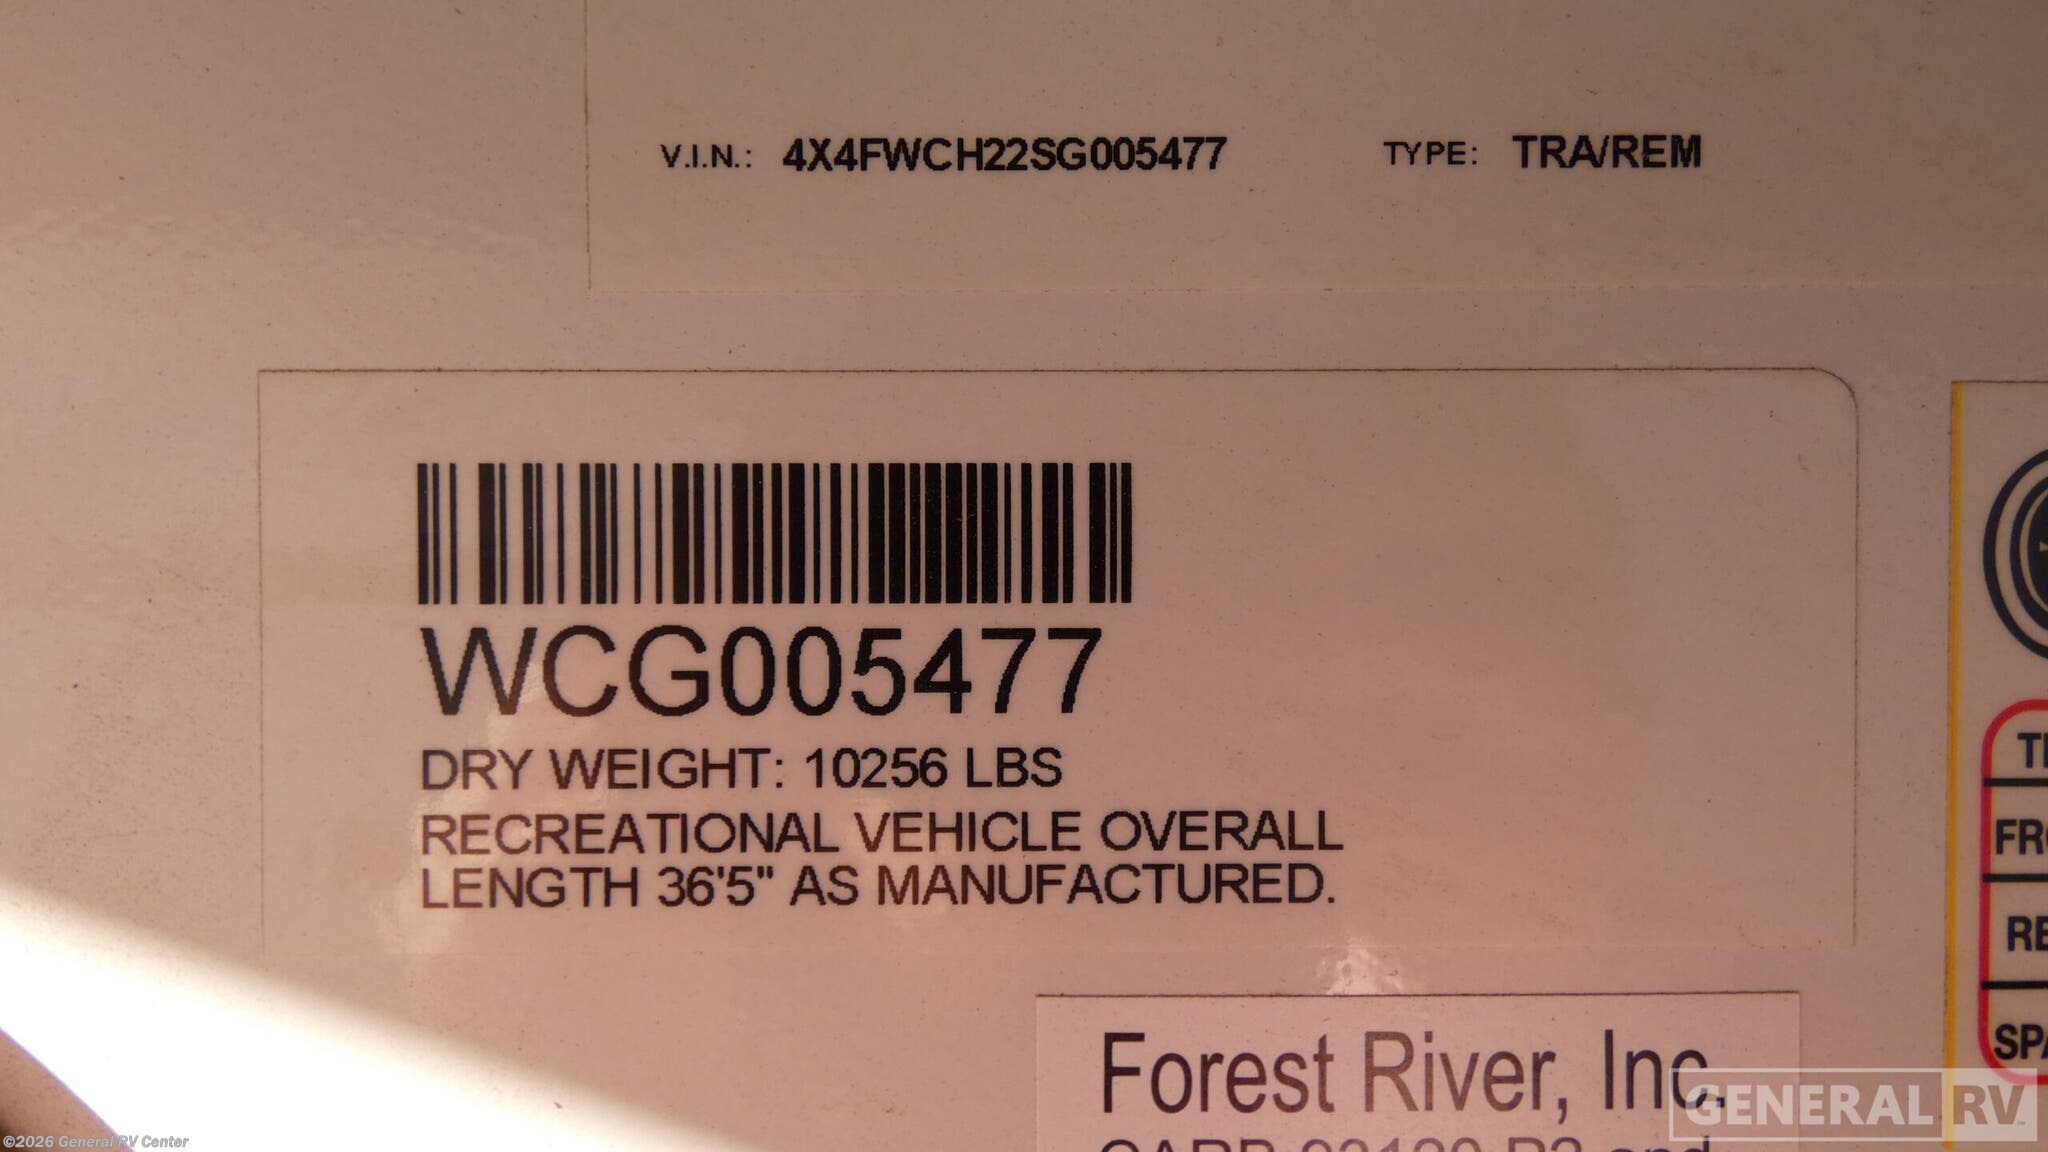 V.I.N.: 4X4FWCH22SG005477 TYPE: TRA/REM
WCG005477
DRY WEIGHT: 10256 LBS
RECREATIONAL VEHICLE OVERALL
LENGTH 36'5" AS MANUFACTURED.
Forest River, Inc.
GENERAL RV
©2026 General RV Center